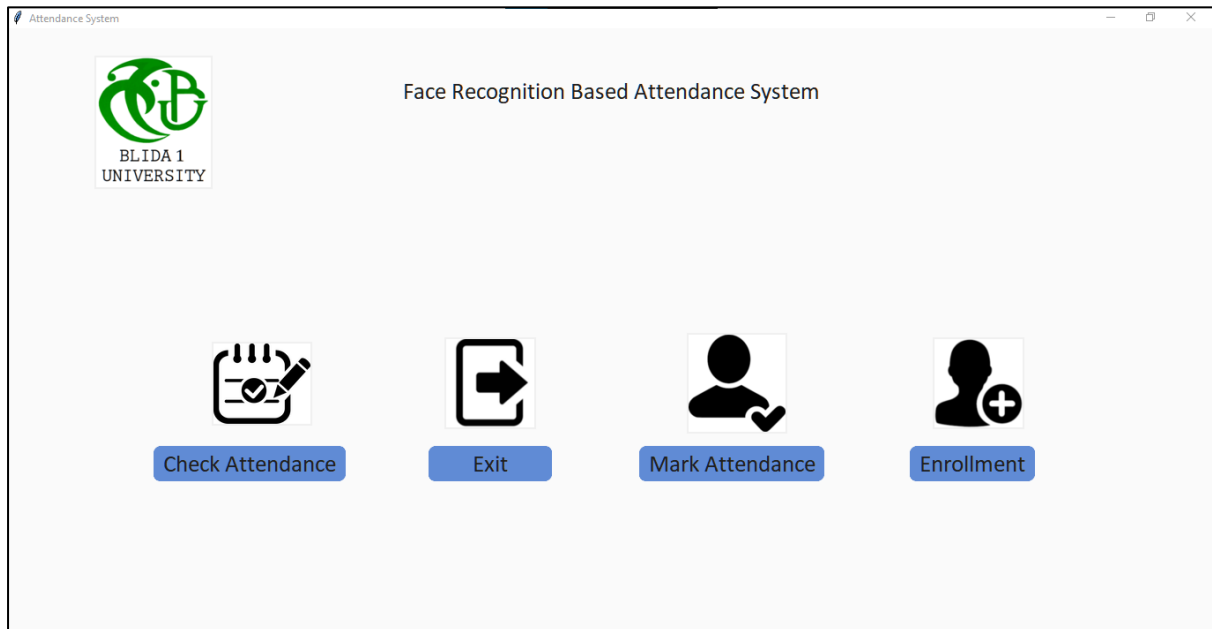 Attendance System
Face Recognition Based Attendance System
BLIDA 1
UNIVERSITY
Check Attendance
Exit
Mark Attendance
Enrollment